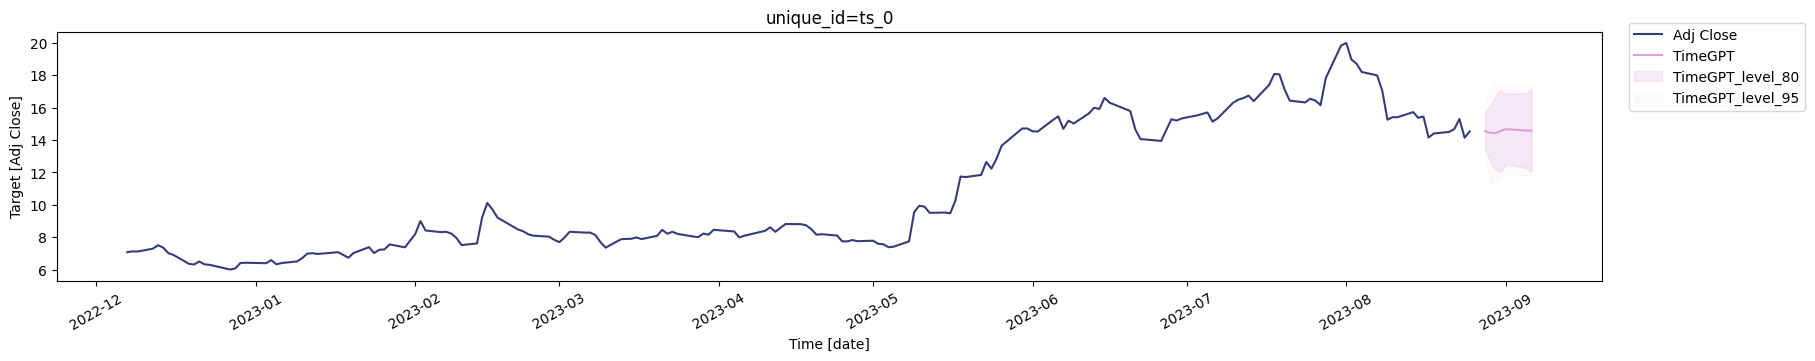 unique_id=ts_0
Target [Adj Close]
20
18
16
14
12
10
8
6
2022-12
2023-01
2023-02
2023-03
2023-04
2023-05
2023-06
2023-07
2023-08
2023-09
Time [date]
Adj Close
TimeGPT
TimeGPT_level_80
TimeGPT_level_95